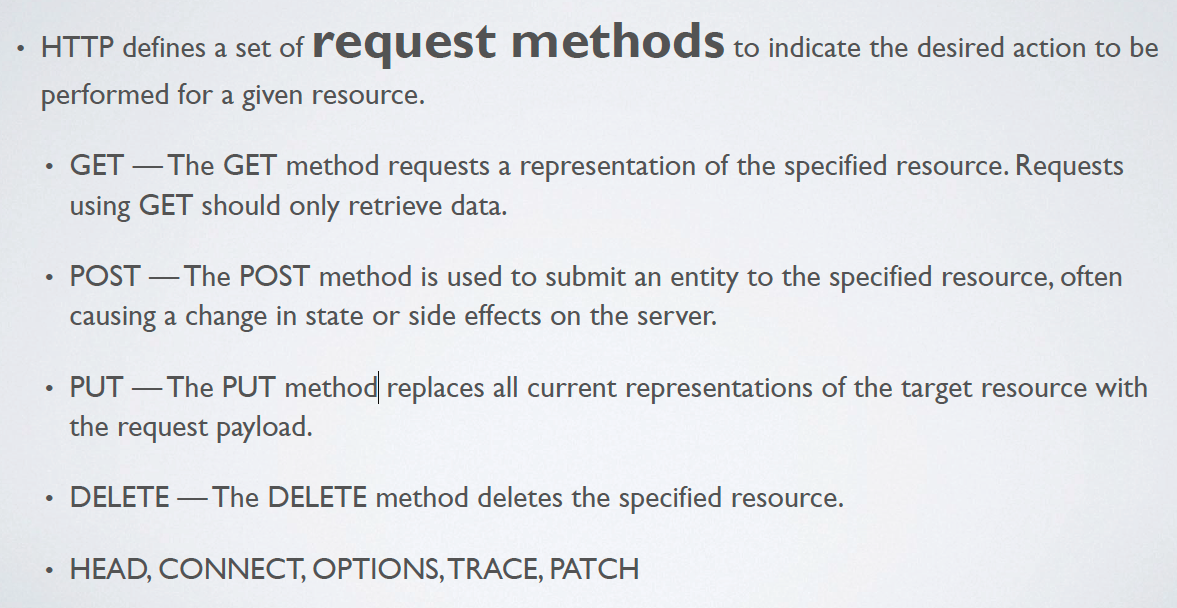 • HTTP defines a set of request methods to indicate the desired action to be
performed for a given resource.
• GET — The GET method requests a representation of the specified resource. Requests
using GET should only retrieve data.
• POST — The POST method is used to submit an entity to the specified resource, often
causing a change in state or side effects on the server.
• PUT — The PUT method replaces all current representations of the target resource with
the request payload.
• DELETE — The DELETE method deletes the specified resource.
• HEAD, CONNECT, OPTIONS, TRACE, PATCH